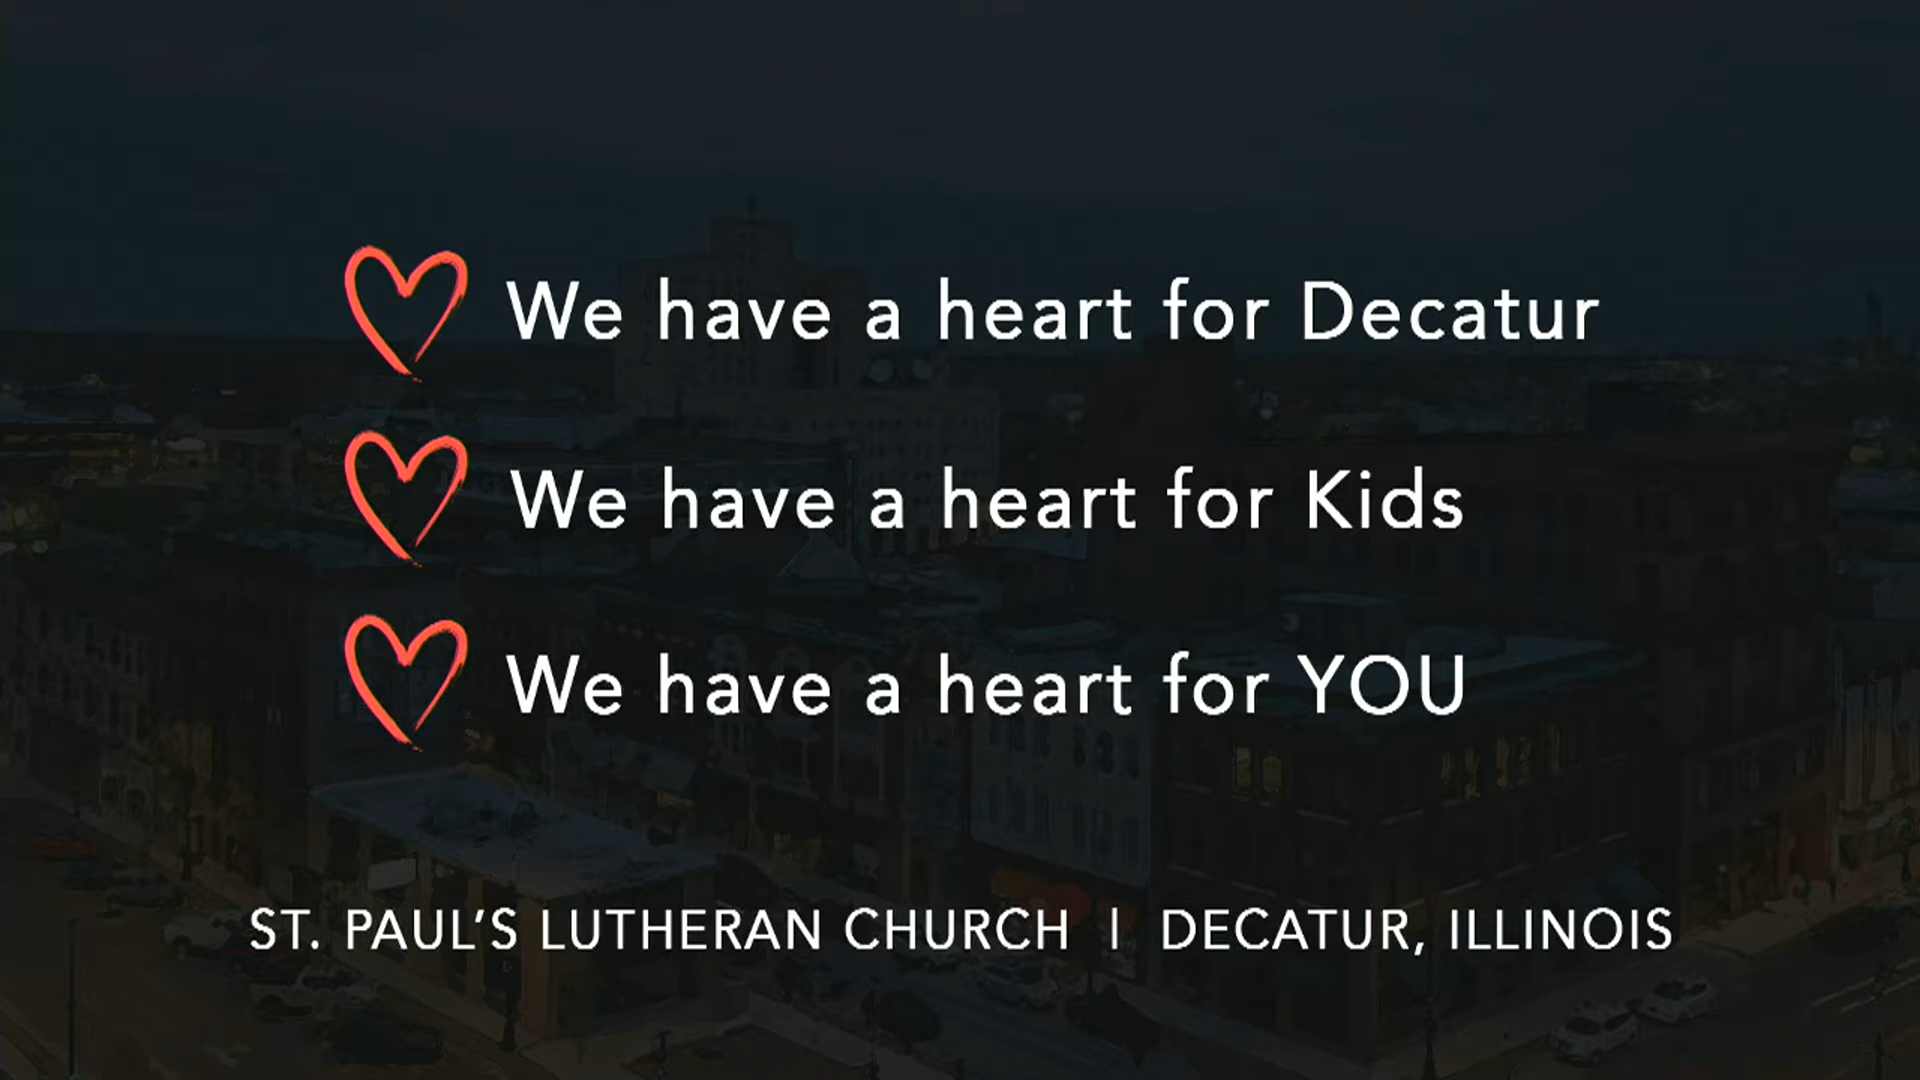 We have a heart for Decatur
We have a heart for Kids
We have a heart for YOU
ST. PAUL'S LUTHERAN CHURCH | DECATUR, ILLINOIS